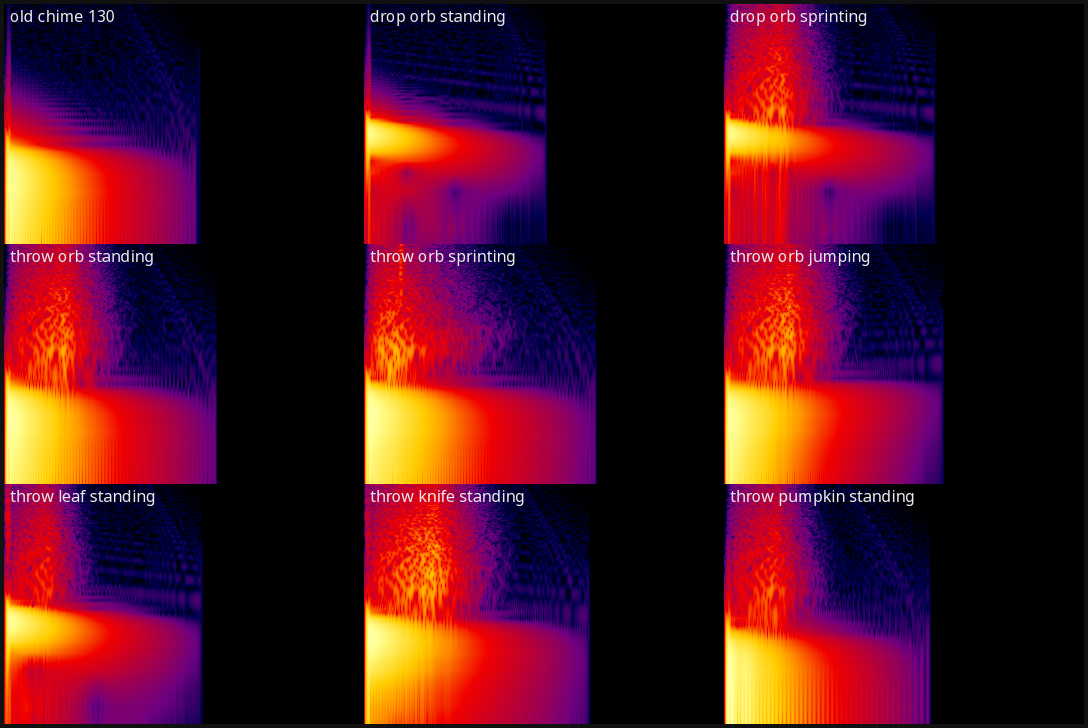 old chime 130
drop orb standing
drop orb sprinting
throw orb standing
throw orb sprinting
throw orb jumping
throw leaf standing
throw knife standing
throw pumpkin standing